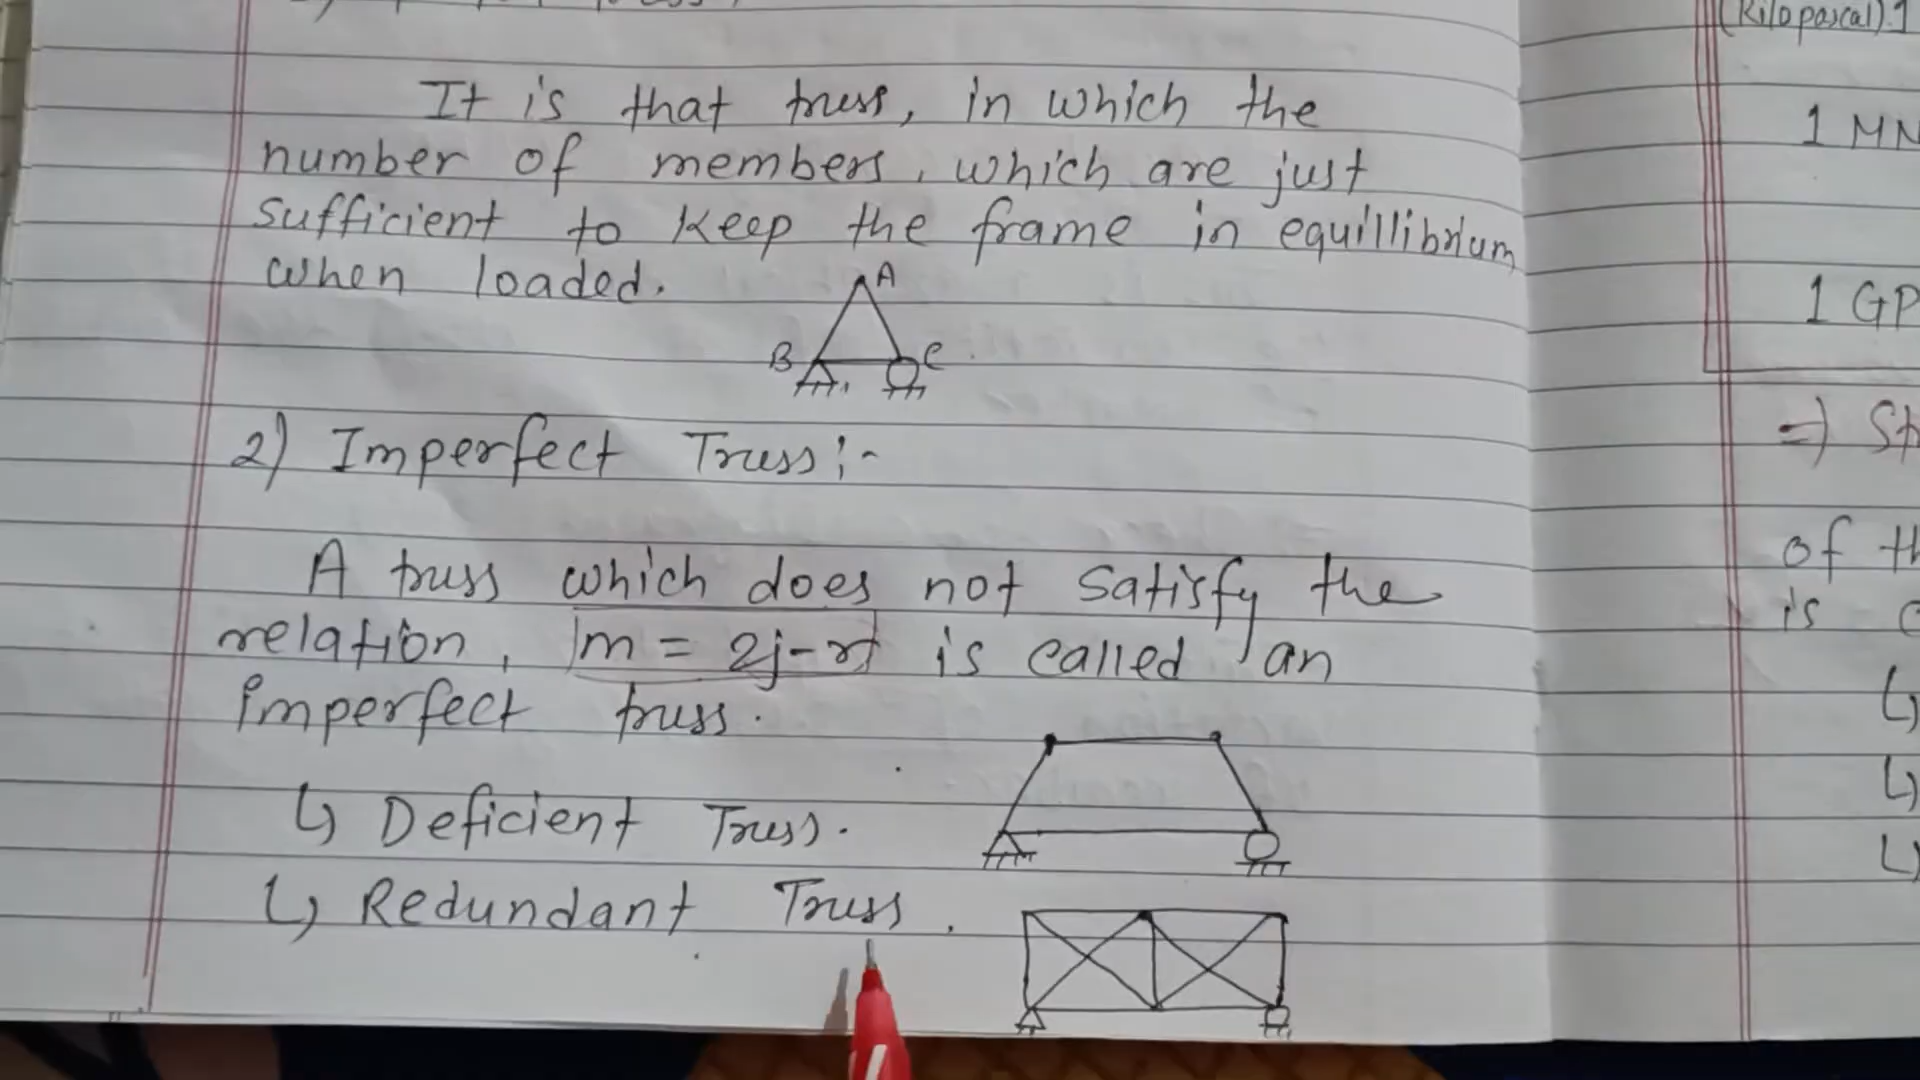 It is that truss, in which the
number of members, which are just
sufficient to keep the frame in equillibrium
when loaded.
A
B
C
2) Imperfect Truss:-
A truss which does not satisfy the
relation, m = 2j-r is called an
imperfect truss.
↳ Deficient Truss.
↳ Redundant Truss.
(Kilopascal).1
1 MN
1 GP
=)
of th
is